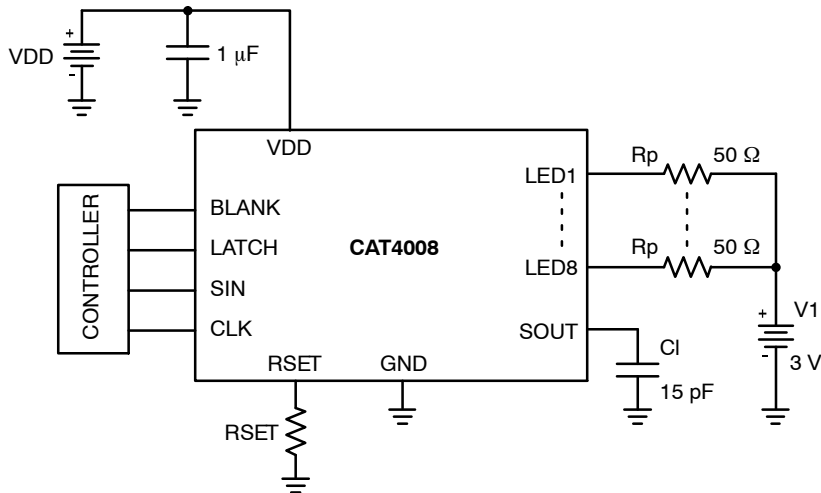 +
VDD
-
1 μF
VDD
CONTROLLER
BLANK
LATCH
SIN
CLK
CAT4008
LED1
LED8
SOUT
RSET
GND
RSET
Rp
50 Ω
Rp
50 Ω
Cl
15 pF
+
V1
-
3 V